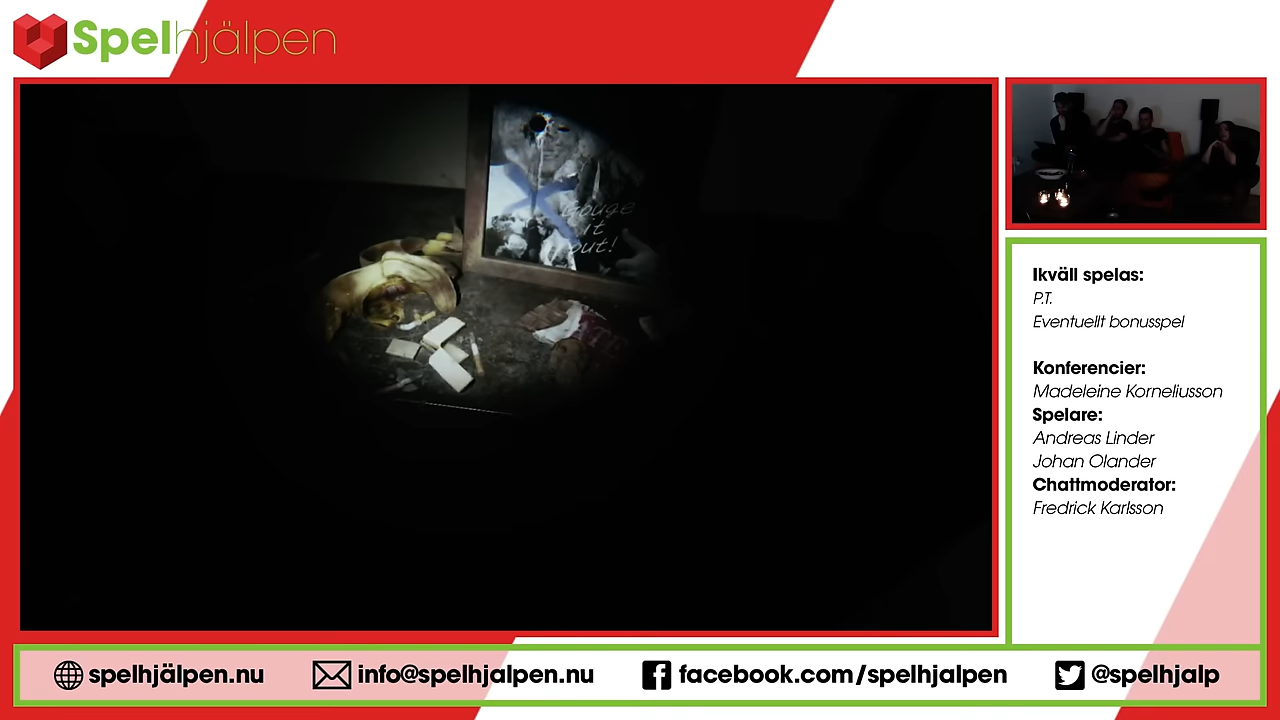 Spelhjälpen
Gouge
it
out!
Ikväll spelas:
P.T.
Eventuellt bonusspel
Konferencier:
Madeleine Korneliusson
Spelare:
Andreas Linder
Johan Olander
Chattmoderator:
Fredrick Karlsson
spelhjälpen.nu
info@spelhjalpen.nu
facebook.com/spelhjalpen
@spelhjalp